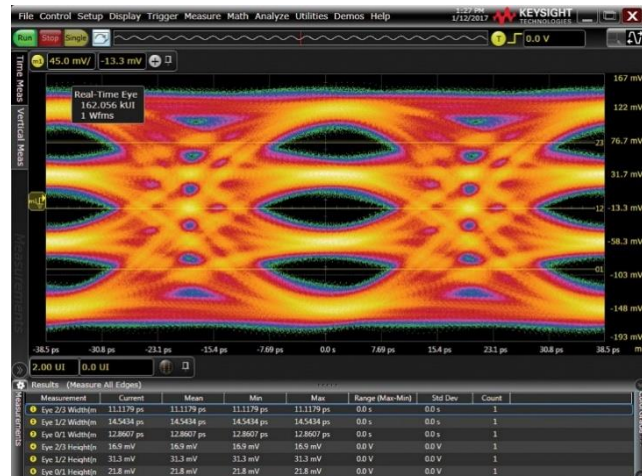 File Control Setup Display Trigger Measure Math Analyze Utilities Demos Help
1:27 PM
1/12/2017
KEYSIGHT
TECHNOLOGIES
Run Stop Single
T 0.0 V
Time Meas
Vertical Meas
m1 45.0 mV/ -13.3 mV
Real-Time Eye
162.056 kUI
1 Wfms
167 mV
122 mV
76.7 mV
31.7 mV
-13.3 mV
-58.3 mV
-103 mV
-148 mV
-193 mV
23
12
01
-38.5 ps -30.8 ps -23.1 ps -15.4 ps -7.69 ps 0.0 s 7.69 ps 15.4 ps 23.1 ps 30.8 ps 38.5 ps
2.00 UI 0.0 UI
Measurements
Results (Measure All Edges)
Measurement Current Mean Min Max Range (Max-Min) Std Dev Count
Eye 2/3 Width(m 11.1179 ps 11.1179 ps 11.1179 ps 11.1179 ps 0.0 s 0.0 s 1
Eye 1/2 Width(m 14.5434 ps 14.5434 ps 14.5434 ps 14.5434 ps 0.0 s 0.0 s 1
Eye 0/1 Width(m 12.8607 ps 12.8607 ps 12.8607 ps 12.8607 ps 0.0 s 0.0 s 1
Eye 2/3 Height(m 16.9 mV 16.9 mV 16.9 mV 16.9 mV 0.0 V 0.0 V 1
Eye 1/2 Height(m 31.3 mV 31.3 mV 31.3 mV 31.3 mV 0.0 V 0.0 V 1
Eye 0/1 Height(m 21.8 mV 21.8 mV 21.8 mV 21.8 mV 0.0 V 0.0 V 1